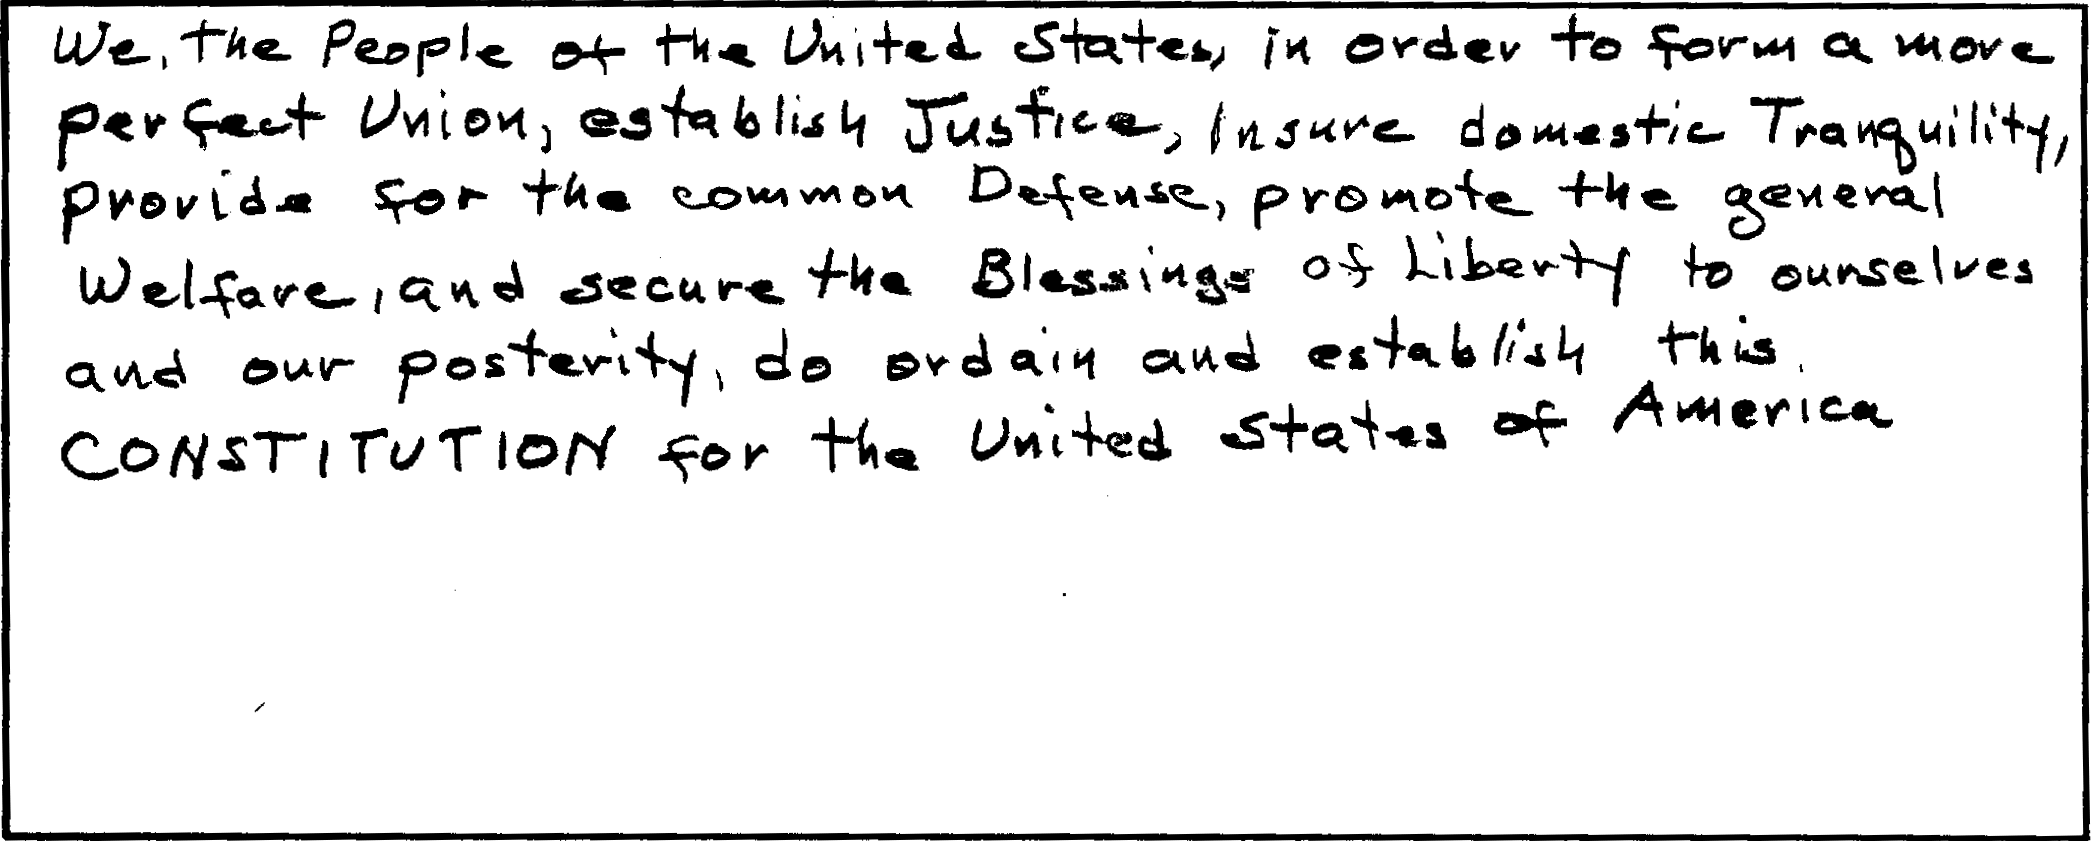 We, the People of the United States, in order to form a more
perfect Union, establish Justice, Insure domestic Tranquility,
provide for the common Defense, promote the general
Welfare, and secure the Blessings of Liberty to ourselves
and our posterity, do ordain and establish this
CONSTITUTION for the United States of America